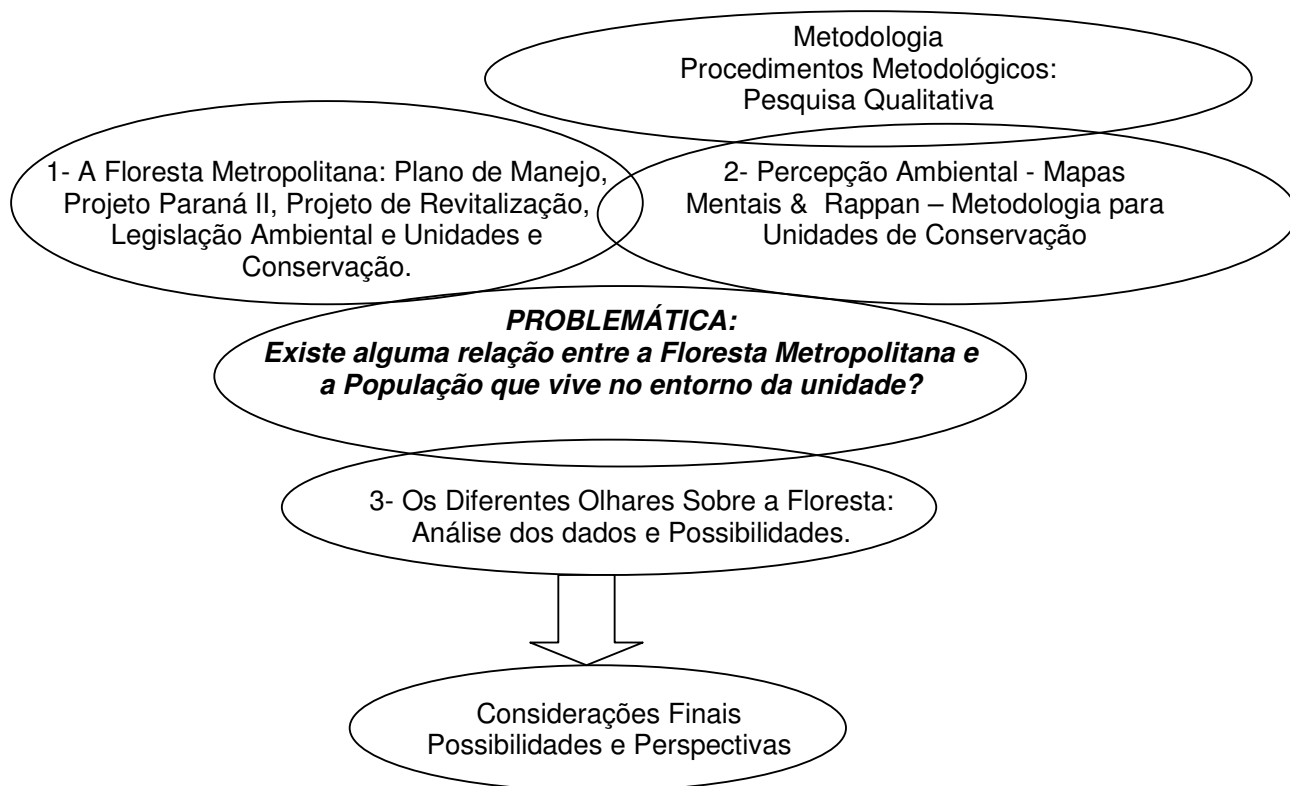 Metodologia
Procedimentos Metodológicos:
Pesquisa Qualitativa
1- A Floresta Metropolitana: Plano de Manejo,
Projeto Paraná II, Projeto de Revitalização,
Legislação Ambiental e Unidades e
Conservação.
2- Percepção Ambiental - Mapas
Mentais & Rappan – Metodologia para
Unidades de Conservação
PROBLEMÁTICA:
Existe alguma relação entre a Floresta Metropolitana e
a População que vive no entorno da unidade?
3- Os Diferentes Olhares Sobre a Floresta:
Análise dos dados e Possibilidades.
Considerações Finais
Possibilidades e Perspectivas